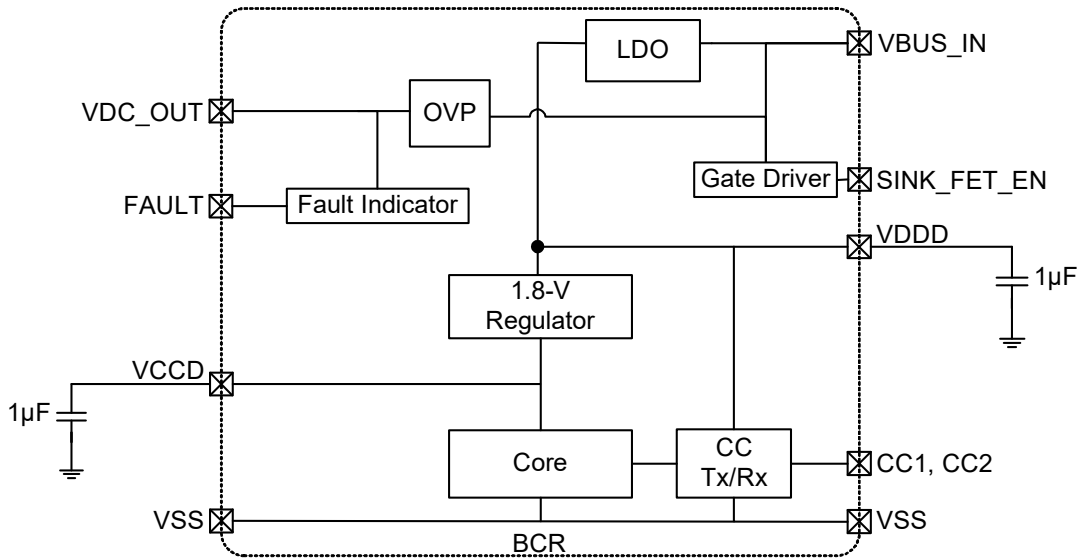 LDO
VBUS_IN
VDC_OUT
OVP
Gate Driver
SINK_FET_EN
FAULT
Fault Indicator
VDDD
1µF
1.8-V
Regulator
VCCD
1µF
Core
CC
Tx/Rx
CC1, CC2
VSS
VSS
BCR